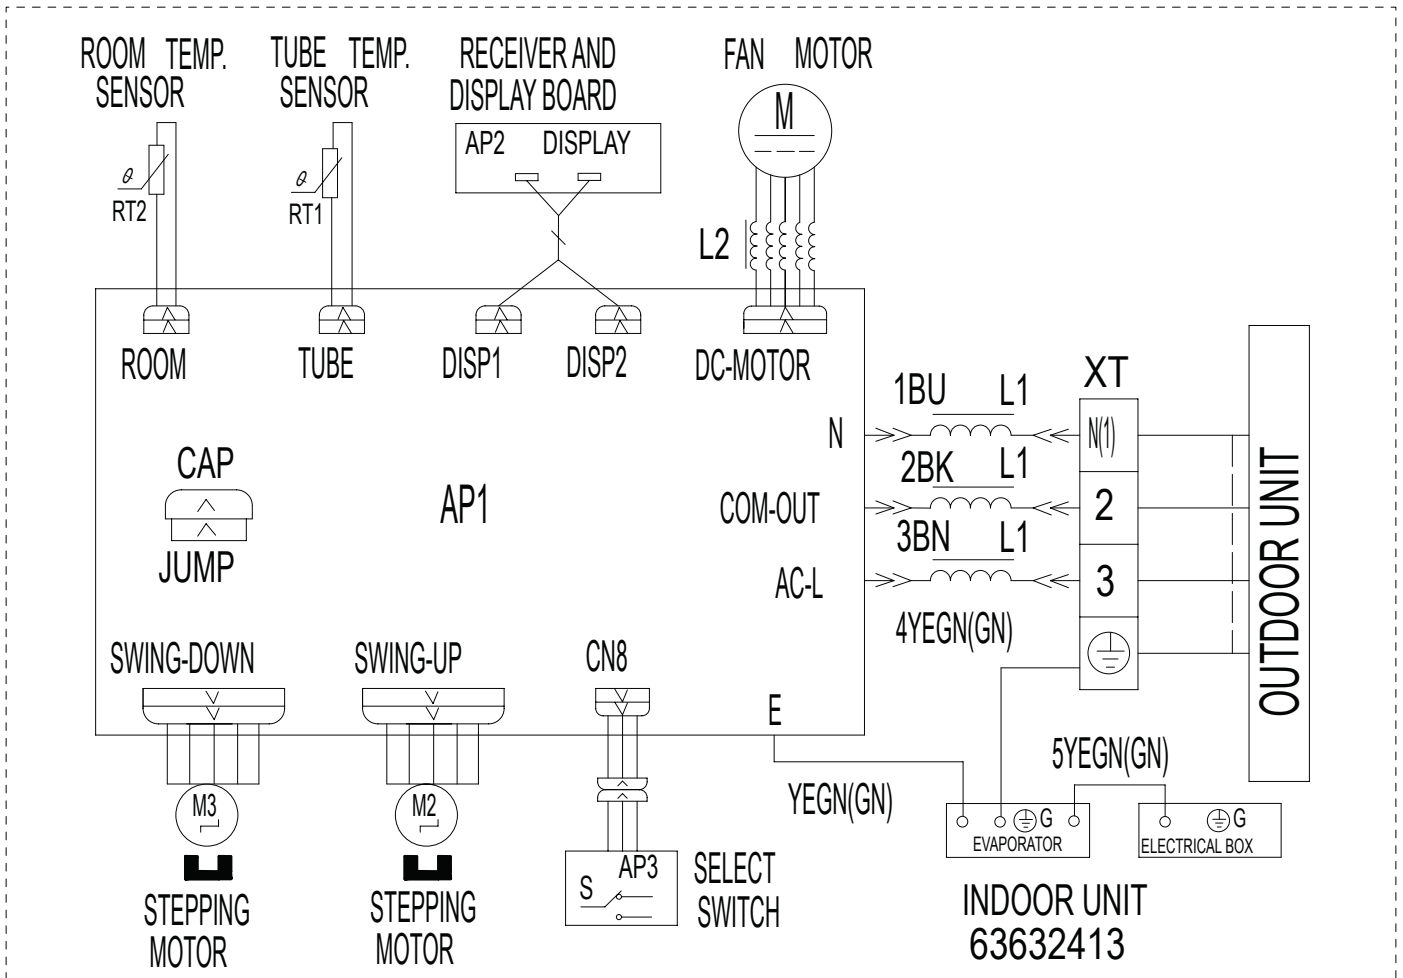 ROOM TEMP.
SENSOR
TUBE TEMP.
SENSOR
RECEIVER AND
DISPLAY BOARD
FAN MOTOR
AP2 DISPLAY
M
θ
RT2
θ
RT1
L2
ROOM
TUBE
DISP1
DISP2
DC-MOTOR
XT
1BU L1
N
N(1)
CAP
JUMP
AP1
2BK L1
COM-OUT
2
3BN L1
AC-L
3
4YEGN(GN)
OUTDOOR UNIT
SWING-DOWN
SWING-UP
CN8
E
YEGN(GN)
5YEGN(GN)
G
EVAPORATOR
G
ELECTRICAL BOX
M3
M2
STEPPING
MOTOR
STEPPING
MOTOR
AP3
S
SELECT
SWITCH
INDOOR UNIT
63632413